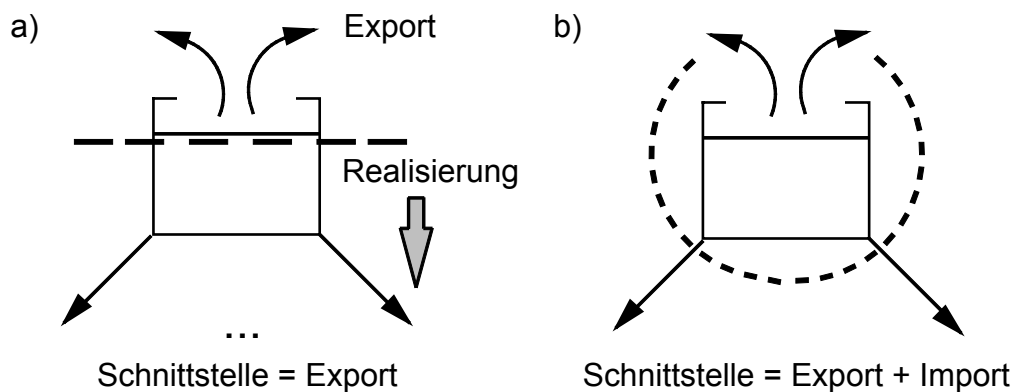 a)
Export
Realisierung
...
Schnittstelle = Export
b)
Schnittstelle = Export + Import